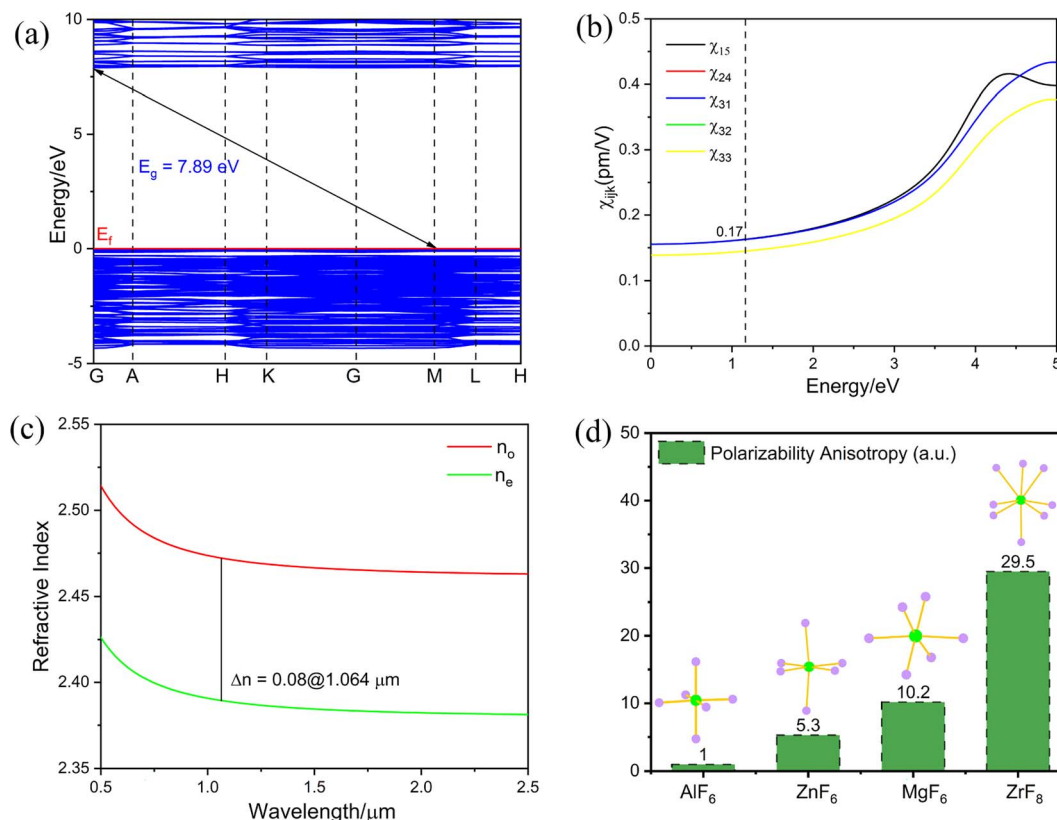 (a)
10
5
0
-5
Energy/eV
E_g = 7.89 eV
E_f
G A H K G M L H
(b)
0.5
0.4
0.3
0.2
0.1
0.0
χ_ijk(pm/V)
χ₁₅
χ₂₄
χ₃₁
χ₃₂
χ₃₃
0.17
0 1 2 3 4 5
Energy/eV
(c)
2.55
2.50
2.45
2.40
2.35
Refractive Index
n_o
n_e
Δn = 0.08@1.064 μm
0.5 1.0 1.5 2.0 2.5
Wavelength/μm
(d)
50
40
30
20
10
0
Polarizability Anisotropy (a.u.)
1
5.3
10.2
29.5
AlF₆ ZnF₆ MgF₆ ZrF₈